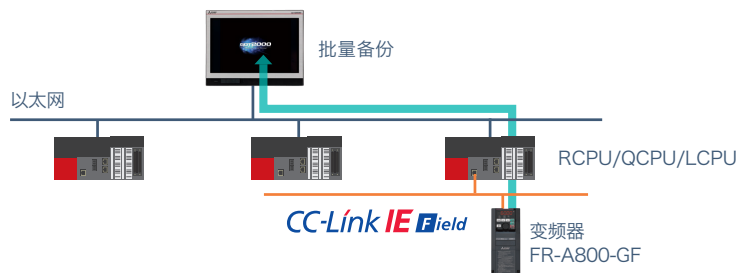 GOT2000
批量备份
以太网
RCPU/QCPU/LCPU
CC-Link IE Field
变频器
FR-A800-GF